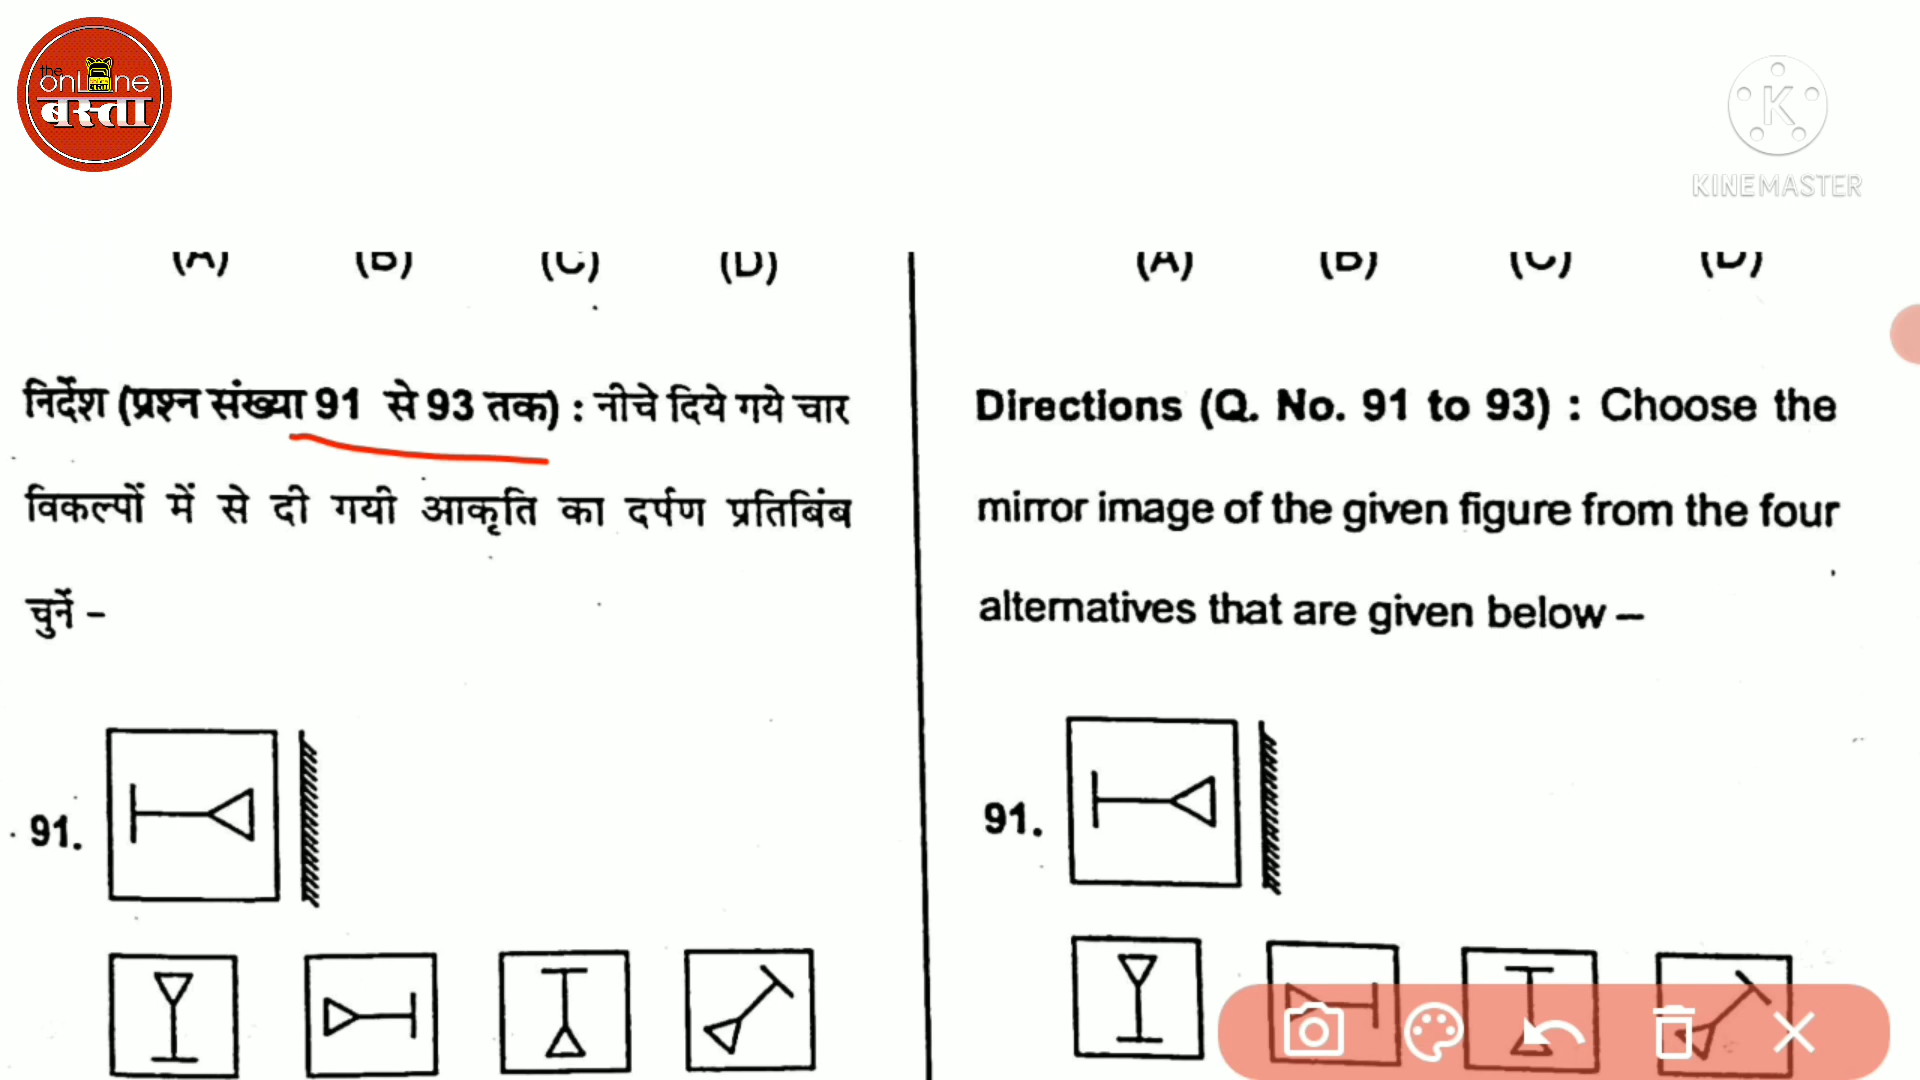 the
onLine
बस्ता
K
KINEMASTER
(A) (B) (C) (D)
निर्देश (प्रश्न संख्या 91 से 93 तक) : नीचे दिये गये चार
विकल्पों में से दी गयी आकृति का दर्पण प्रतिबिंब
चुनें –
91.
(A) (B) (C) (D)
Directions (Q. No. 91 to 93) : Choose the
mirror image of the given figure from the four
alternatives that are given below –
91.